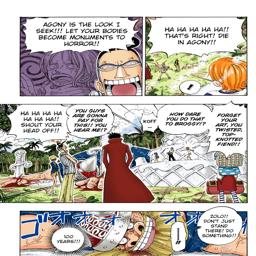 AGONY IS THE LOOK I
SEEK!!! LET YOUR BODIES
BECOME MONUMENTS TO
HORROR!!
HA HA HA HA HA!!
THAT'S RIGHT! DIE
IN AGONY!!
HA HA HA
HA HA!!
SHOUT YOUR
HEAD OFF!!
YOU GUYS
ARE GONNA
PAY FOR
THIS! YOU
HEAR ME!?
KOFF
HOW DARE
YOU DO THAT
TO BROGGY!?
FORGET
YOUR
ART, YOU
TWISTED,
TOP-
KNOTTED
FIEND!!
100
YEARS!!!
!
ZOLO!!
DON'T JUST
STAND THERE! DO
SOMETHING!!